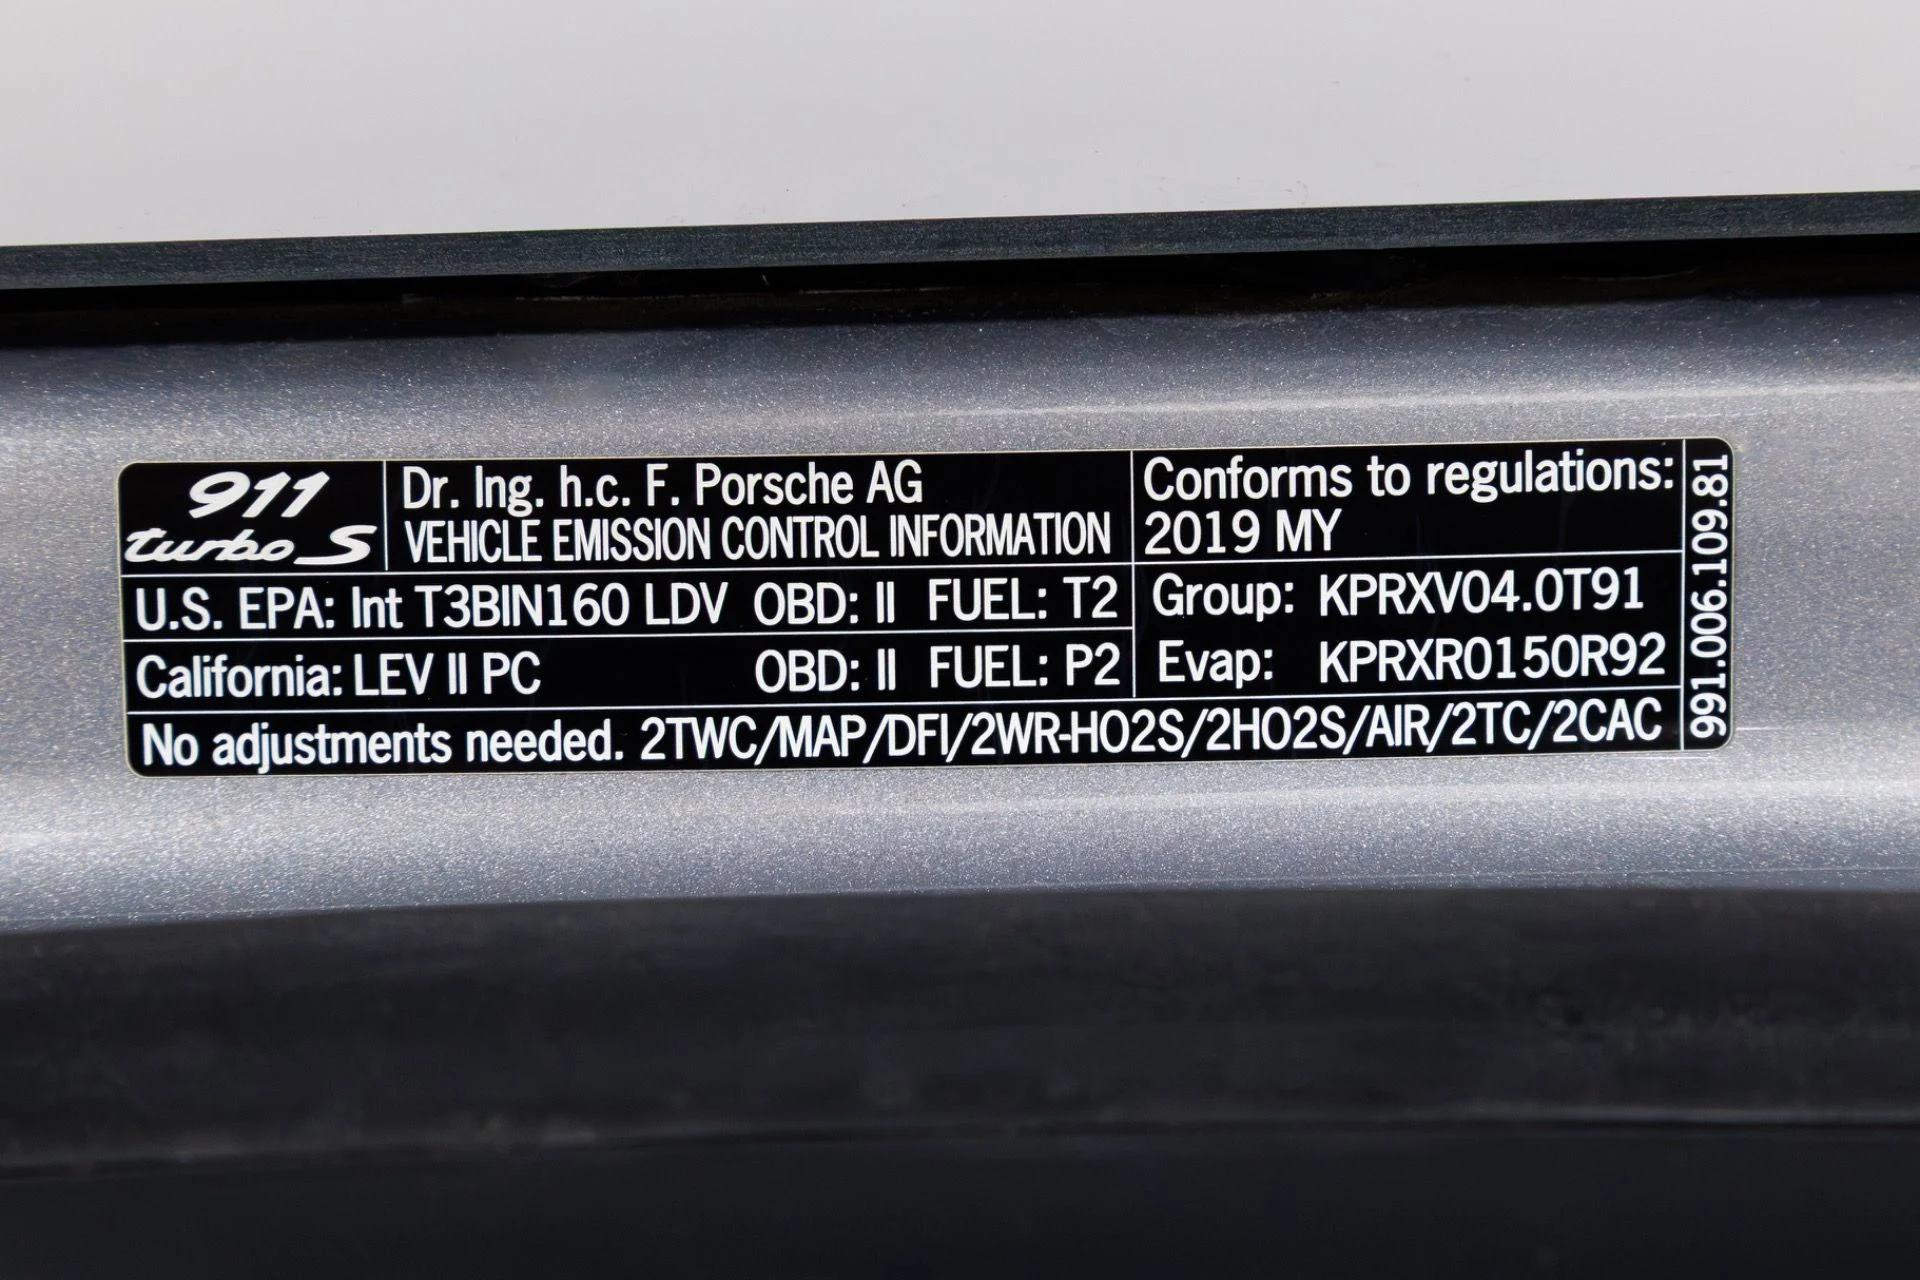 911
turbo S
Dr. Ing. h.c. F. Porsche AG
VEHICLE EMISSION CONTROL INFORMATION
Conforms to regulations:
2019 MY
U.S. EPA: Int T3BIN160 LDV OBD: II FUEL: T2
California: LEV II PC OBD: II FUEL: P2
Group: KPRXV04.0T91
Evap: KPRXR0150R92
No adjustments needed. 2TWC/MAP/DFI/2WR-HO2S/2HO2S/AIR/2TC/2CAC
991.006.109.81